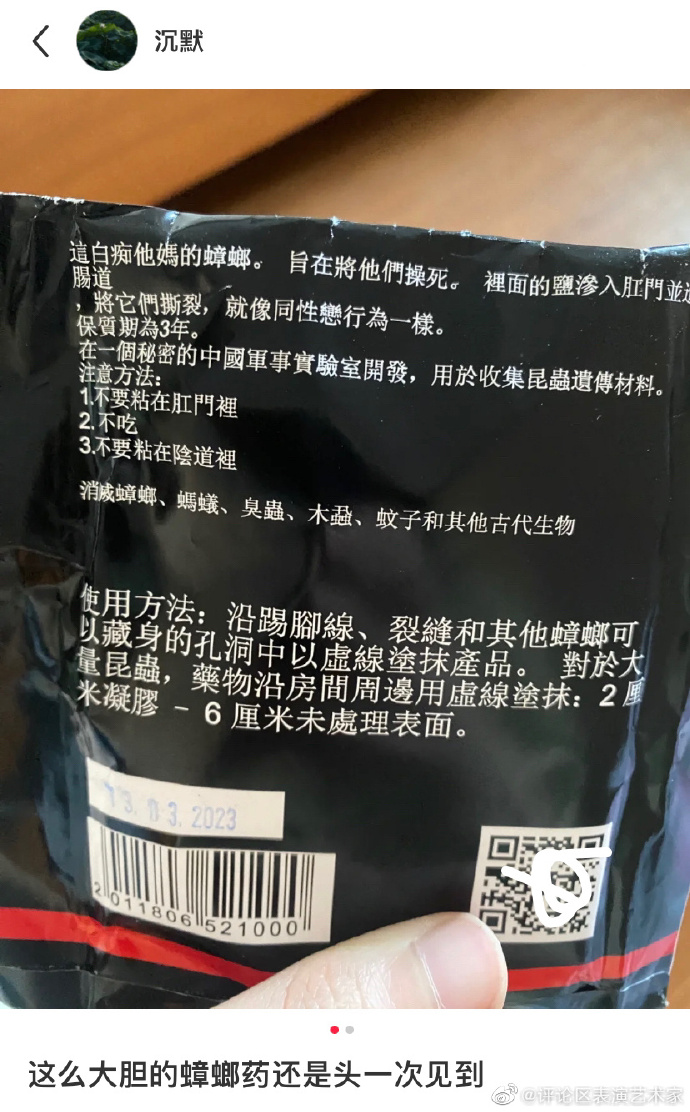 沉默
這白痴他媽的蟑螂。 旨在將他們操死。 裡面的鹽滲入肛門並
腸道
，將它們撕裂，就像同性戀行為一樣。
保質期為3年。
在一個秘密的中國軍事實驗室開發，用於收集昆蟲遺傳材料。
注意方法：
1.不要粘在肛門裡
2.不吃
3.不要粘在陰道裡
消滅蟑螂、螞蟻、臭蟲、木蝨、蚊子和其他古代生物
使用方法：沿踢腳線、裂縫和其他蟑螂可
以藏身的孔洞中以虛線塗抹產品。 對於大
量昆蟲，藥物沿房間周邊用虛線塗抹：2 厘
米凝膠 - 6 厘米未處理表面。
13.03.2023
2 011806 521000
这么大胆的蟑螂药还是头一次见到
@评论区表演艺术家